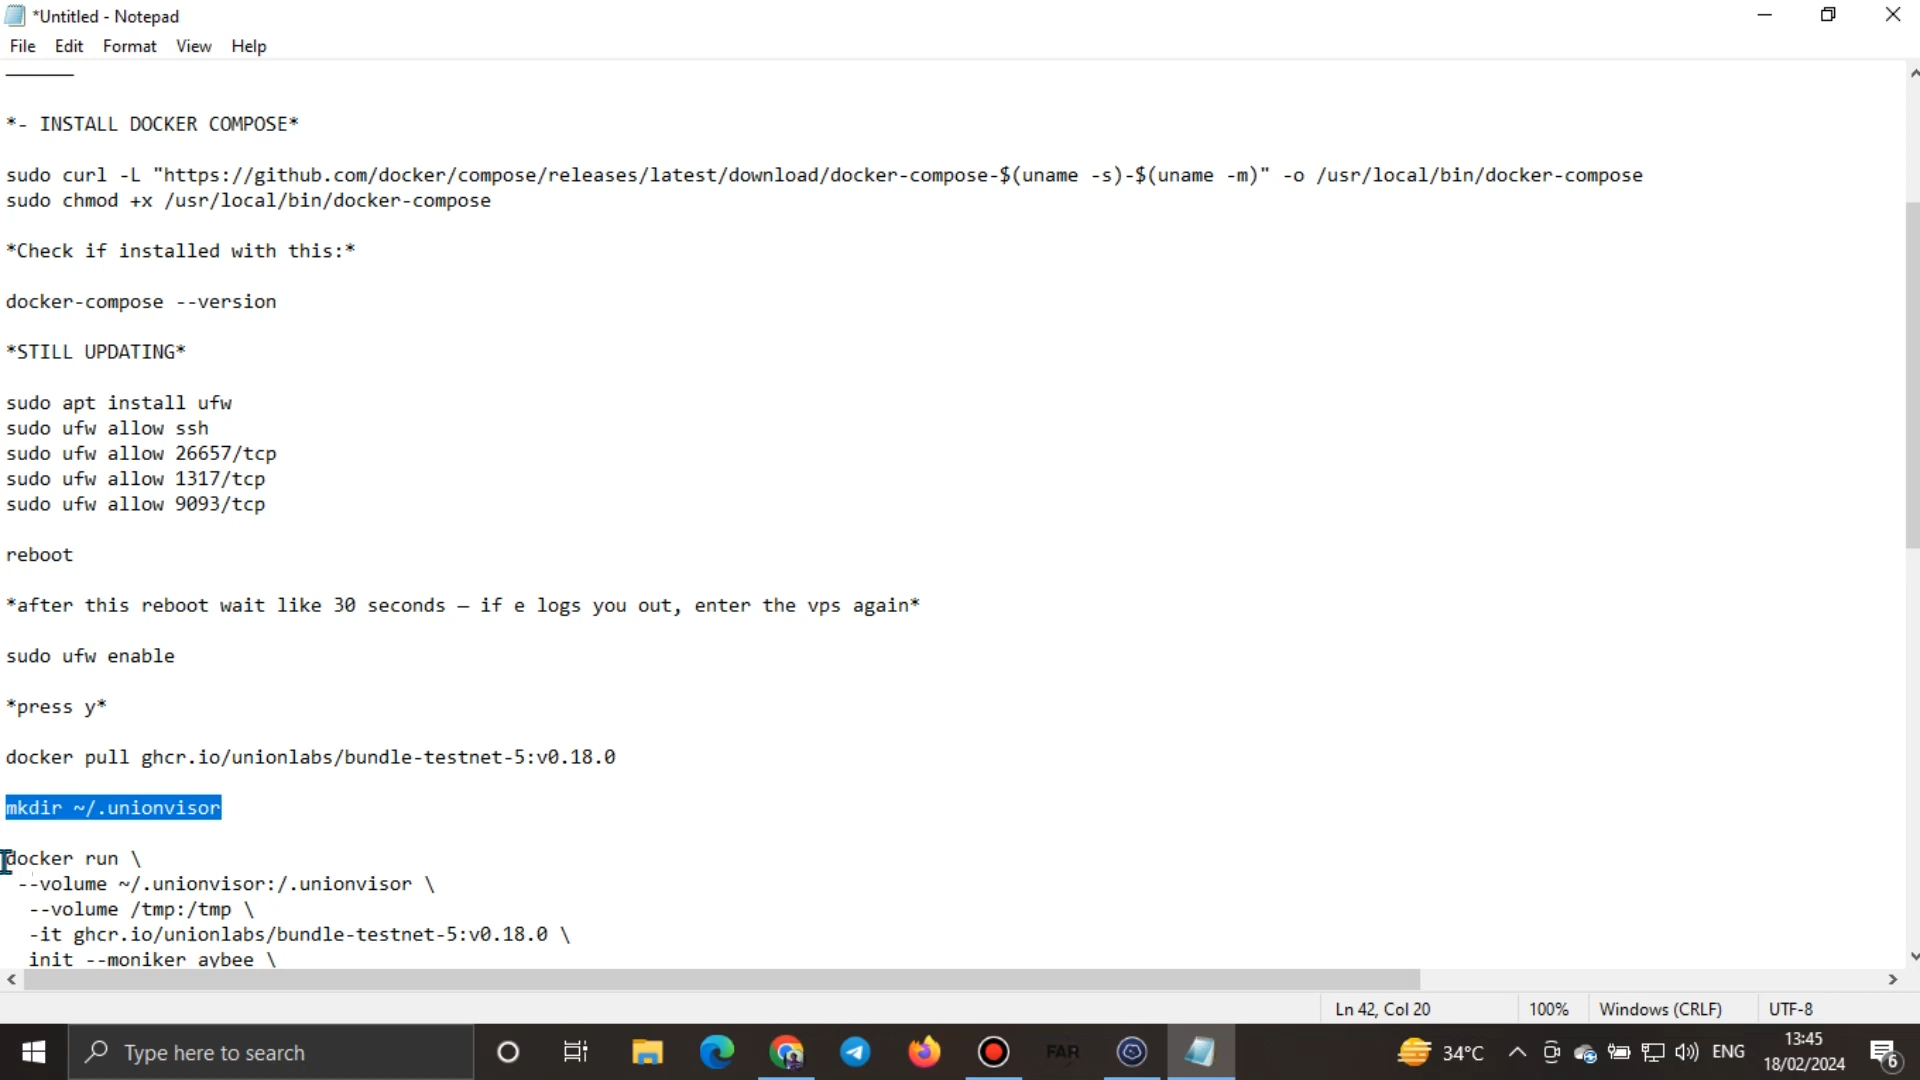 *Untitled - Notepad
File Edit Format View Help
*- INSTALL DOCKER COMPOSE*
sudo curl -L "https://github.com/docker/compose/releases/latest/download/docker-compose-$(uname -s)-$(uname -m)" -o /usr/local/bin/docker-compose
sudo chmod +x /usr/local/bin/docker-compose
*Check if installed with this:*
docker-compose --version
*STILL UPDATING*
sudo apt install ufw
sudo ufw allow ssh
sudo ufw allow 26657/tcp
sudo ufw allow 1317/tcp
sudo ufw allow 9093/tcp
reboot
*after this reboot wait like 30 seconds – if e logs you out, enter the vps again*
sudo ufw enable
*press y*
docker pull ghcr.io/unionlabs/bundle-testnet-5:v0.18.0
mkdir ~/.unionvisor
docker run \
--volume ~/.unionvisor:/.unionvisor \
--volume /tmp:/tmp \
-it ghcr.io/unionlabs/bundle-testnet-5:v0.18.0 \
init --moniker aybee \
Ln 42, Col 20 100% Windows (CRLF) UTF-8
Type here to search FAR 34°C ENG 13:45
18/02/2024 6